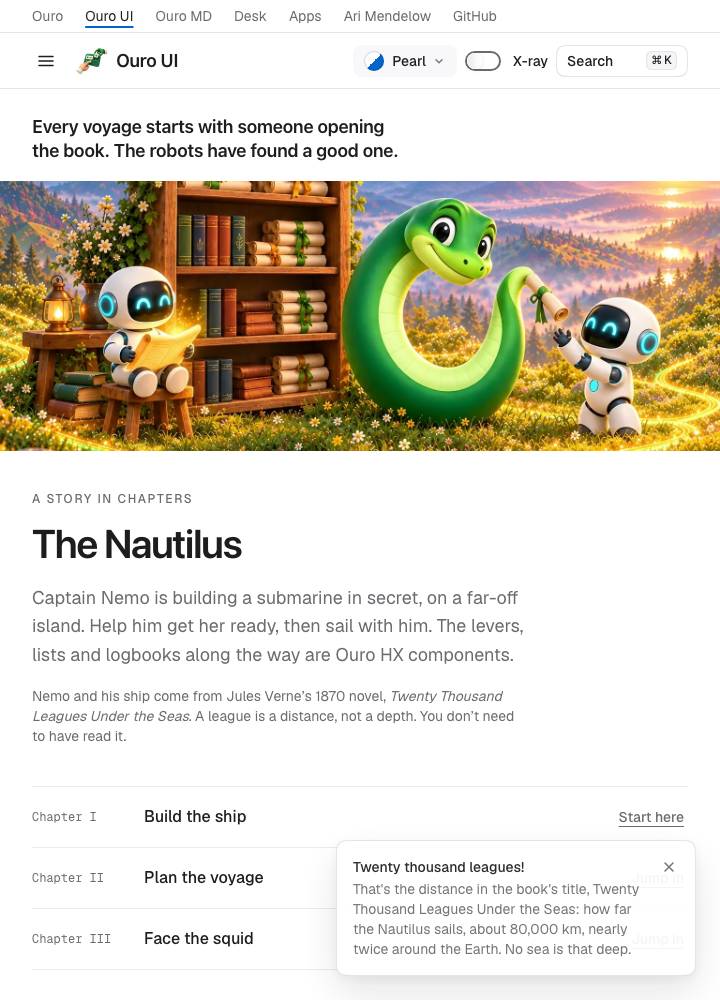 Ouro Ouro UI Ouro MD Desk Apps Ari Mendelow GitHub
Ouro UI Pearl X-ray Search ⌘ K
Every voyage starts with someone opening
the book. The robots have found a good one.
A STORY IN CHAPTERS
The Nautilus
Captain Nemo is building a submarine in secret, on a far-off
island. Help him get her ready, then sail with him. The levers,
lists and logbooks along the way are Ouro HX components.
Nemo and his ship come from Jules Verne's 1870 novel, Twenty Thousand
Leagues Under the Seas. A league is a distance, not a depth. You don't need
to have read it.
Chapter I Build the ship Start here
Chapter II Plan the voyage Jump in
Chapter III Face the squid Jump in
Twenty thousand leagues!
That's the distance in the book's title, Twenty
Thousand Leagues Under the Seas: how far
the Nautilus sails, about 80,000 km, nearly
twice around the Earth. No sea is that deep.